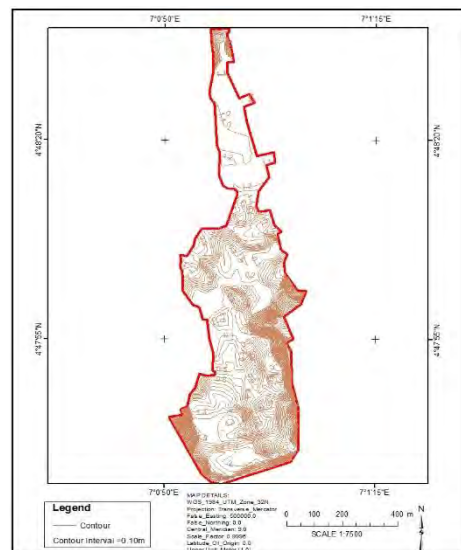 7°0'50"E 7°1'15"E
4°48'20"N 4°48'20"N
4°47'55"N 4°47'55"N
7°0'50"E 7°1'15"E
Legend
Contour
Contour Interval =0.10m
MAP DETAILS:
WGS_1984_UTM_Zone_32N
Projection: Transverse_Mercator
False_Easting: 500000.0
False_Northing: 0.0
Central_Meridian: 9.0
Scale_Factor: 0.9996
Latitude_Of_Origin: 0.0
0 100 200 400 m
SCALE 1:7500
N